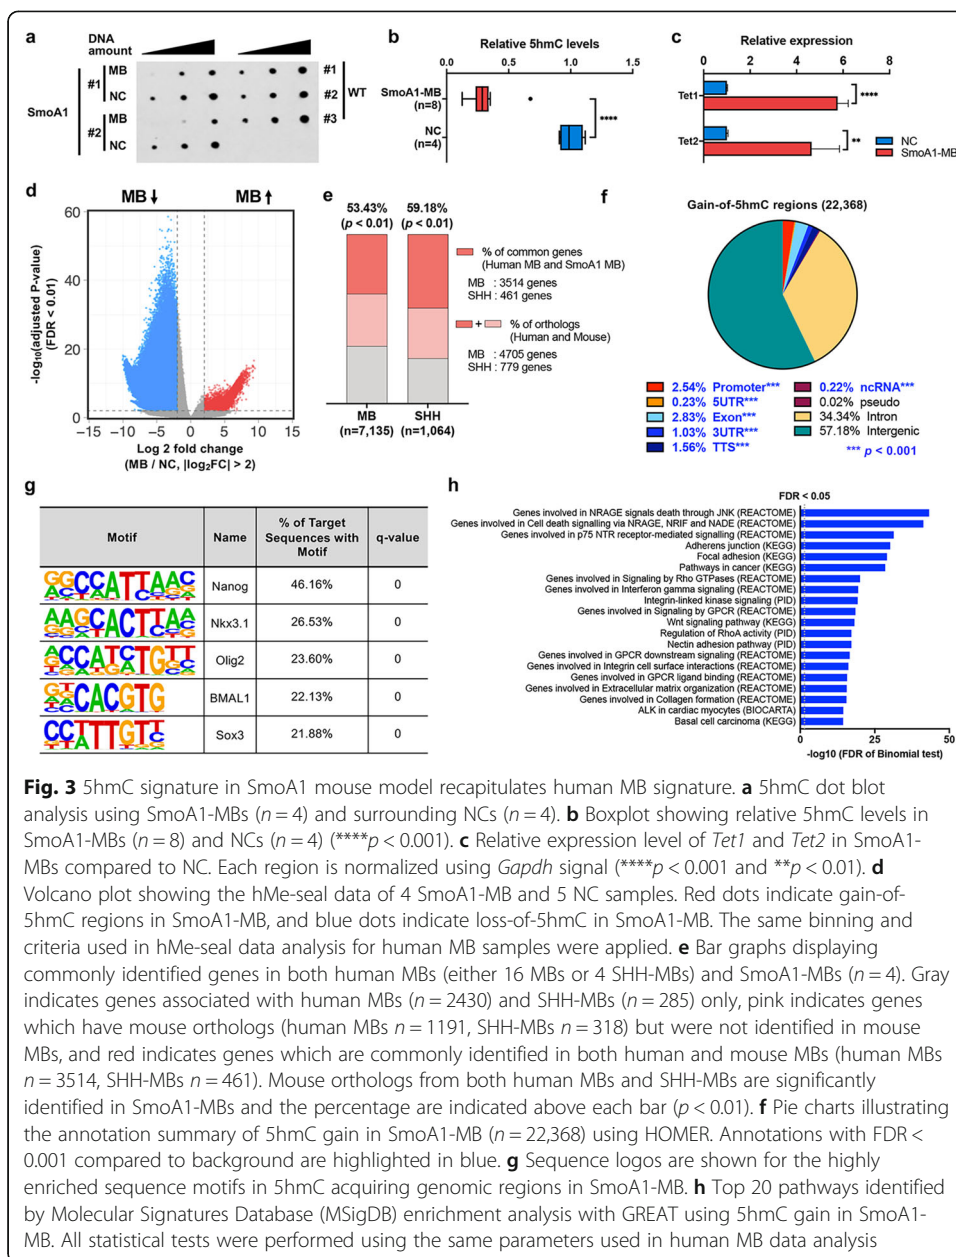 a
DNA
amount
SmoA1
#1
MB
NC
#2
MB
NC
#1
#2
#3
WT
b
Relative 5hmC levels
0.0 0.5 1.0 1.5
SmoA1-MB
(n=8)
NC
(n=4)
****
c
Relative expression
0 2 4 6 8
Tet1
Tet2
****
**
NC
SmoA1-MB
d
MB MB
-log10(adjusted P-value)
(FDR < 0.01)
60
40
20
0
−15 −10 −5 0 5 10 15
Log 2 fold change
(MB / NC, |log2FC| > 2)
e
53.43% 59.18%
(p < 0.01) (p < 0.01)
% of common genes
(Human MB and SmoA1 MB)
MB : 3514 genes
SHH : 461 genes
+ % of orthologs
(Human and Mouse)
MB : 4705 genes
SHH : 779 genes
MB SHH
(n=7,135) (n=1,064)
f
Gain-of-5hmC regions (22,368)
2.54% Promoter***
0.23% 5UTR***
2.83% Exon***
1.03% 3UTR***
1.56% TTS***
0.22% ncRNA***
0.02% pseudo
34.34% Intron
57.18% Intergenic
*** p < 0.001
g
Motif Name % of Target Sequences with Motif q-value
Nanog 46.16% 0
Nkx3.1 26.53% 0
Olig2 23.60% 0
BMAL1 22.13% 0
Sox3 21.88% 0
h
FDR < 0.05
Genes involved in NRAGE signals death through JNK (REACTOME)
Genes involved in Cell death signalling via NRAGE, NRIF and NADE (REACTOME)
Genes involved in p75 NTR receptor-mediated signalling (REACTOME)
Adherens junction (KEGG)
Focal adhesion (KEGG)
Pathways in cancer (KEGG)
Genes involved in Signaling by Rho GTPases (REACTOME)
Genes involved in Interferon gamma signaling (REACTOME)
Integrin-linked kinase signaling (PID)
Genes involved in Signaling by GPCR (REACTOME)
Wnt signaling pathway (KEGG)
Regulation of RhoA activity (PID)
Nectin adhesion pathway (PID)
Genes involved in GPCR downstream signaling (REACTOME)
Genes involved in Integrin cell surface interactions (REACTOME)
Genes involved in GPCR ligand binding (REACTOME)
Genes involved in Extracellular matrix organization (REACTOME)
Genes involved in Collagen formation (REACTOME)
ALK in cardiac myocytes (BIOCARTA)
Basal cell carcinoma (KEGG)
0 25 50
-log10 (FDR of Binomial test)
Fig. 3 5hmC signature in SmoA1 mouse model recapitulates human MB signature. a 5hmC dot blot
analysis using SmoA1-MBs (n = 4) and surrounding NCs (n = 4). b Boxplot showing relative 5hmC levels in
SmoA1-MBs (n = 8) and NCs (n = 4) (****p < 0.001). c Relative expression level of Tet1 and Tet2 in SmoA1-
MBs compared to NC. Each region is normalized using Gapdh signal (****p < 0.001 and **p < 0.01). d
Volcano plot showing the hMe-seal data of 4 SmoA1-MB and 5 NC samples. Red dots indicate gain-of-
5hmC regions in SmoA1-MB, and blue dots indicate loss-of-5hmC in SmoA1-MB. The same binning and
criteria used in hMe-seal data analysis for human MB samples were applied. e Bar graphs displaying
commonly identified genes in both human MBs (either 16 MBs or 4 SHH-MBs) and SmoA1-MBs (n = 4). Gray
indicates genes associated with human MBs (n = 2430) and SHH-MBs (n = 285) only, pink indicates genes
which have mouse orthologs (human MBs n = 1191, SHH-MBs n = 318) but were not identified in mouse
MBs, and red indicates genes which are commonly identified in both human and mouse MBs (human MBs
n = 3514, SHH-MBs n = 461). Mouse orthologs from both human MBs and SHH-MBs are significantly
identified in SmoA1-MBs and the percentage are indicated above each bar (p < 0.01). f Pie charts illustrating
the annotation summary of 5hmC gain in SmoA1-MB (n = 22,368) using HOMER. Annotations with FDR <
0.001 compared to background are highlighted in blue. g Sequence logos are shown for the highly
enriched sequence motifs in 5hmC acquiring genomic regions in SmoA1-MB. h Top 20 pathways identified
by Molecular Signatures Database (MSigDB) enrichment analysis with GREAT using 5hmC gain in SmoA1-
MB. All statistical tests were performed using the same parameters used in human MB data analysis